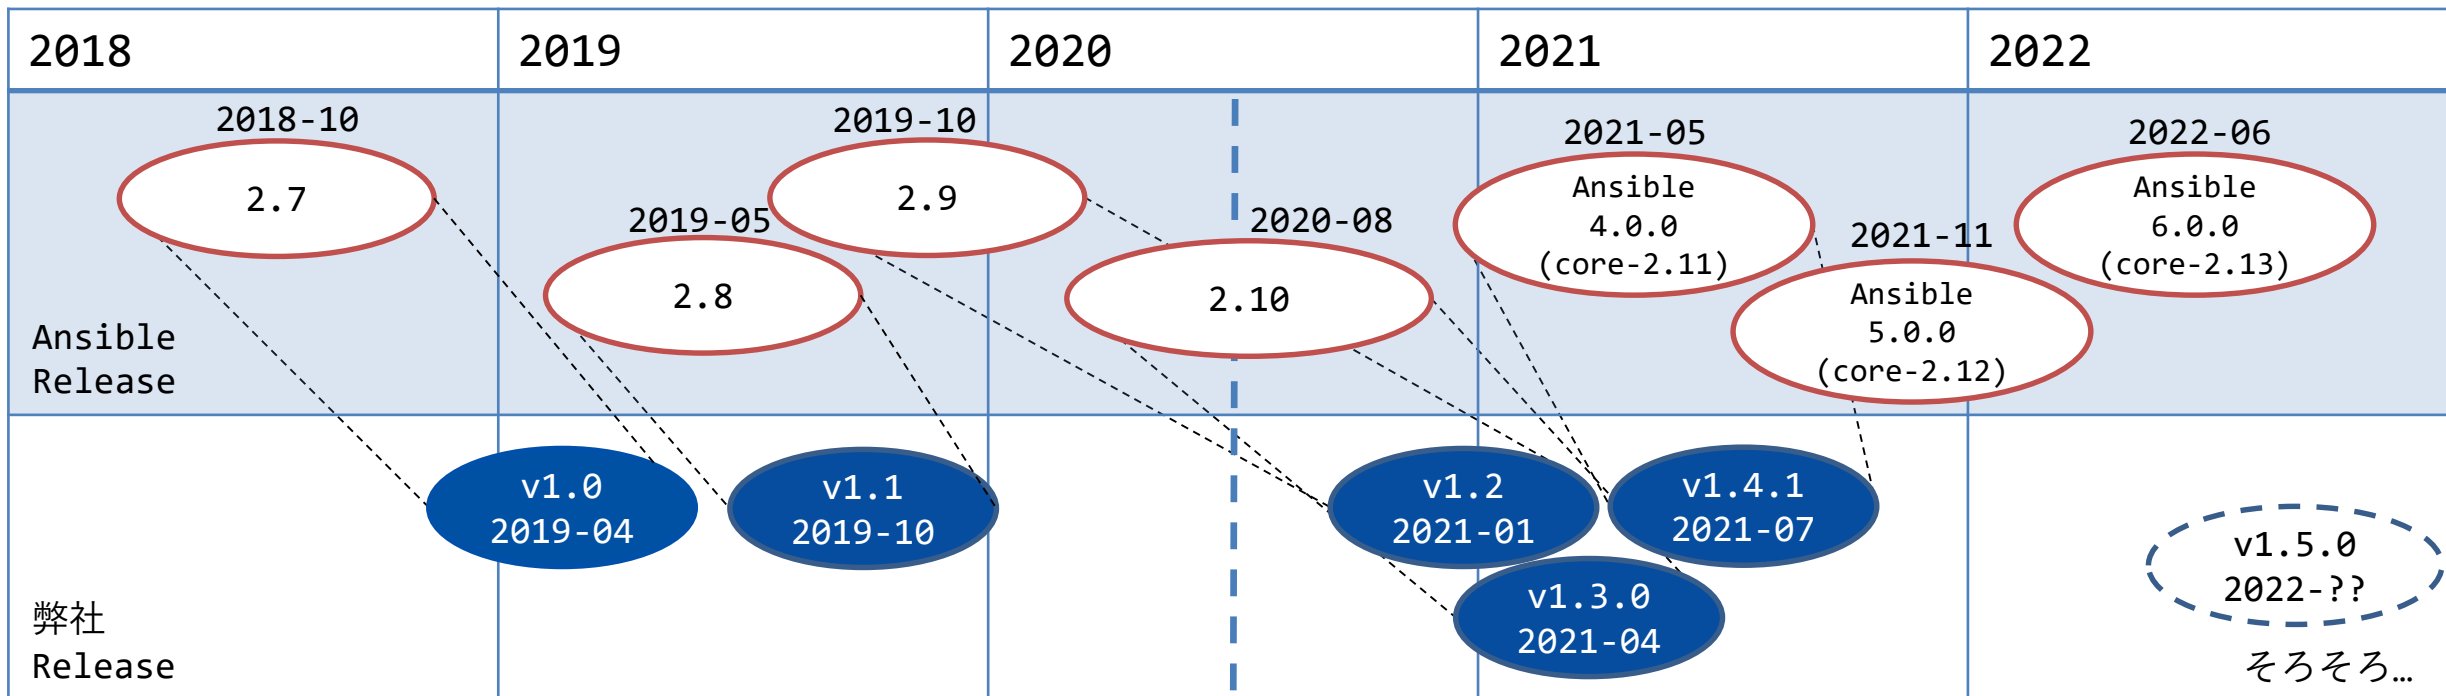 2018
2019
2020
2021
2022
2018-10
2.7
2019-05
2.8
2019-10
2.9
2020-08
2.10
2021-05
Ansible
4.0.0
(core-2.11)
2021-11
Ansible
5.0.0
(core-2.12)
2022-06
Ansible
6.0.0
(core-2.13)
Ansible
Release
v1.0
2019-04
v1.1
2019-10
v1.2
2021-01
v1.3.0
2021-04
v1.4.1
2021-07
v1.5.0
2022-??
そろそろ…
弊社
Release